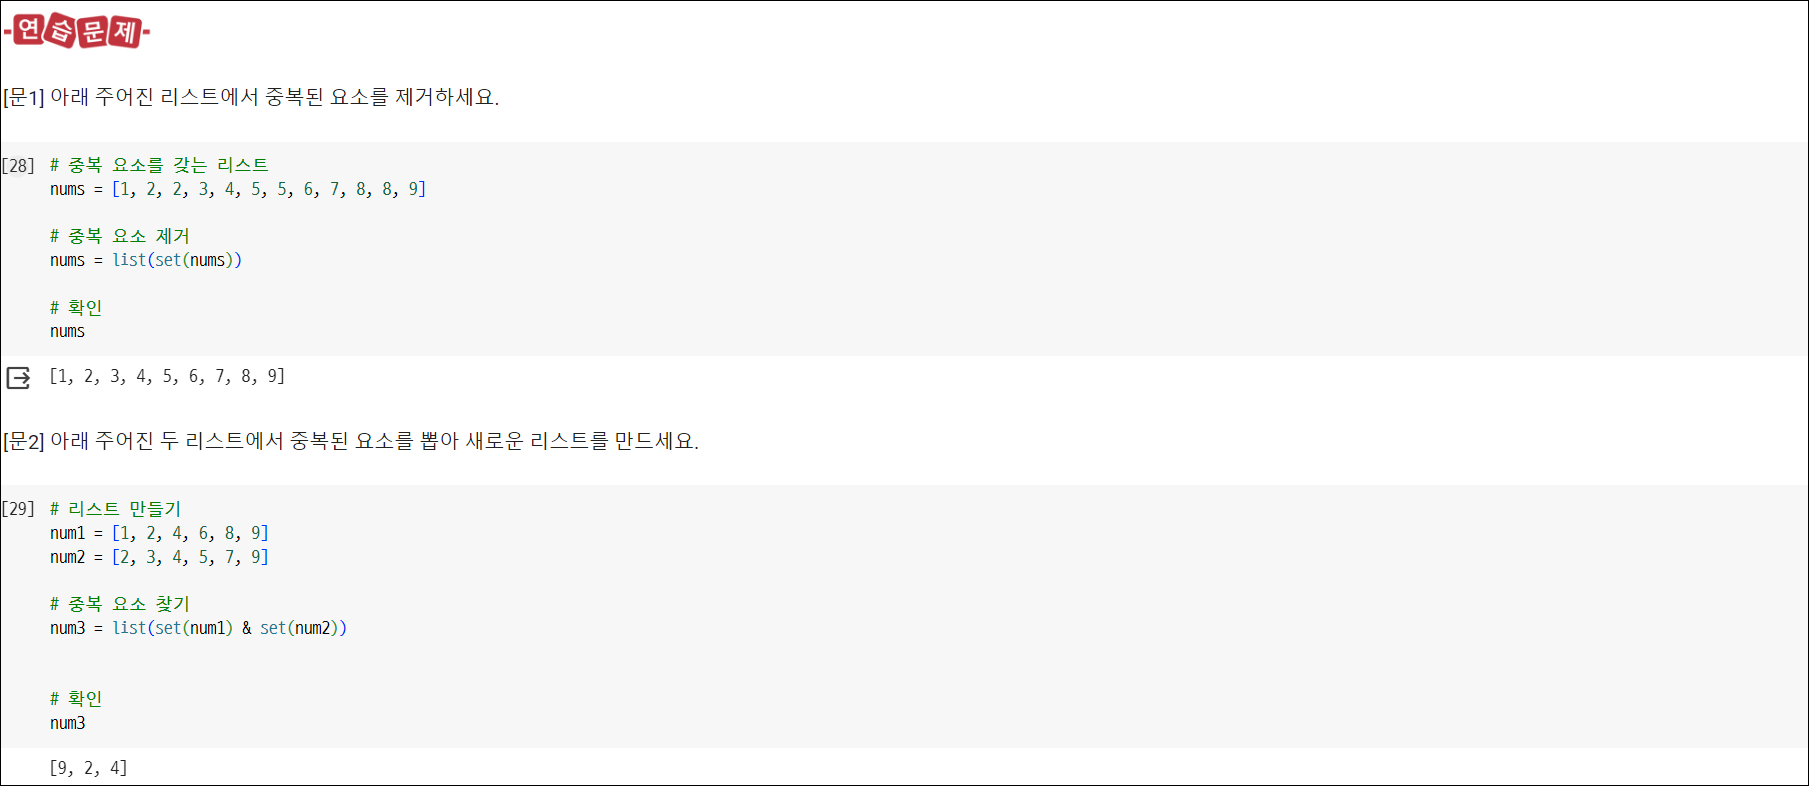 -연습문제-
[문1] 아래 주어진 리스트에서 중복된 요소를 제거하세요.
[28] # 중복 요소를 갖는 리스트
nums = [1, 2, 2, 3, 4, 5, 5, 6, 7, 8, 8, 9]
# 중복 요소 제거
nums = list(set(nums))
# 확인
nums
[1, 2, 3, 4, 5, 6, 7, 8, 9]
[문2] 아래 주어진 두 리스트에서 중복된 요소를 뽑아 새로운 리스트를 만드세요.
[29] # 리스트 만들기
num1 = [1, 2, 4, 6, 8, 9]
num2 = [2, 3, 4, 5, 7, 9]
# 중복 요소 찾기
num3 = list(set(num1) & set(num2))
# 확인
num3
[9, 2, 4]